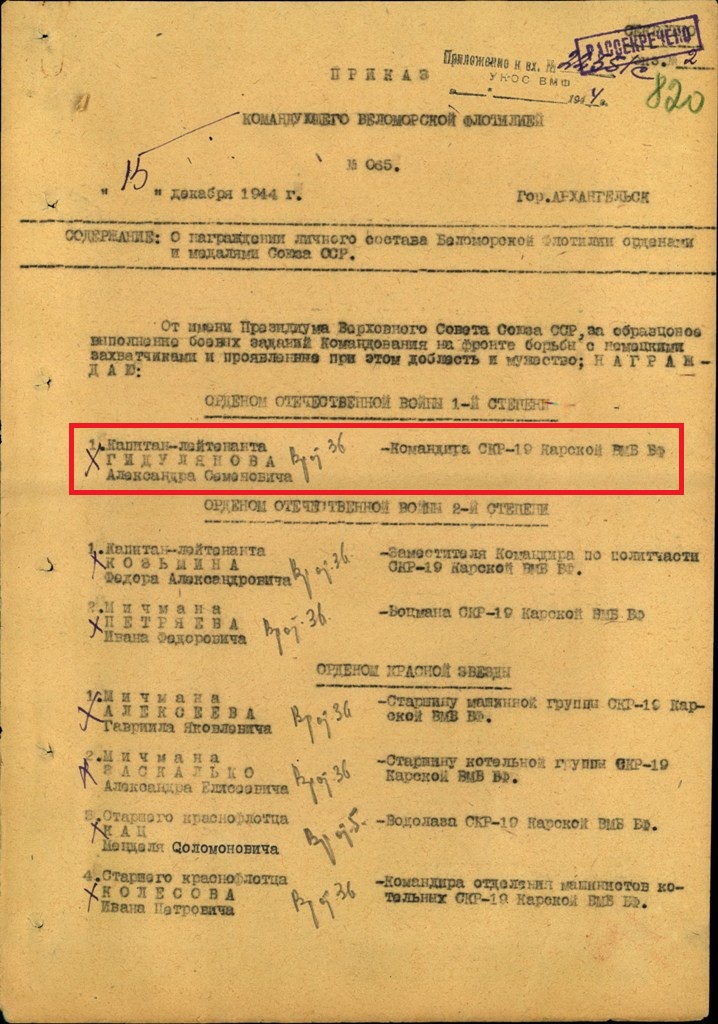 РАССЕКРЕЧЕНО
Приложение к вх. №
УНОС ВМФ
1944г.
820
ПРИКАЗ
КОМАНДУЮЩЕГО БЕЛОМОРСКОЙ ФЛОТИЛИЕЙ
№ 065.
"15" декабря 1944 г. Гор.АРХАНГЕЛЬСК
СОДЕРЖАНИЕ: О награждении личного состава Беломорской Флотилии орденами
и медалями Союза ССР.
От имени Президиума Верховного Совета Союза ССР, за образцовое
выполнение боевых заданий Командования на фронте борьбы с немецкими
захватчиками и проявленные при этом доблесть и мужество; НАГРАЖ-
ДАЮ:
ОРДЕНОМ ОТЕЧЕСТВЕННОЙ ВОЙНЫ 1-Й СТЕПЕНИ
1. Капитан-лейтенанта -Командира СКР-19 Карской ВМБ БФ
ГИДУЛЯНОВА
Александра Семеновича
ОРДЕНОМ ОТЕЧЕСТВЕННОЙ ВОЙНЫ 2-Й СТЕПЕНИ
1. Капитан-лейтенанта -Заместителя Командира по политчасти
КОЗЬМИНА СКР-19 Карской ВМБ БФ.
Федора Александровича
2. Мичмана -Боцмана СКР-19 Карской ВМБ БФ
ПЕТРЯЕВА
Ивана Федоровича
ОРДЕНОМ КРАСНОЙ ЗВЕЗДЫ
1. Мичмана -Старшину машинной группы СКР-19 Кар-
АЛЕКСЕЕВА ской ВМБ БФ.
Гавриила Яковлевича
2. Мичмана -Старшину котельной группы СКР-19
ЗАСКАЛЬКО Карской ВМБ БФ.
Александра Елисеевича
3. Старшего краснофлотца -Водолаза СКР-19 Карской ВМБ БФ.
КАЦ
Менделя Соломоновича
4. Старшего краснофлотца -Командира отделения машинистов ко-
КОЛЕСОВА тельных СКР-19 Карской ВМБ БФ.
Ивана Петровича